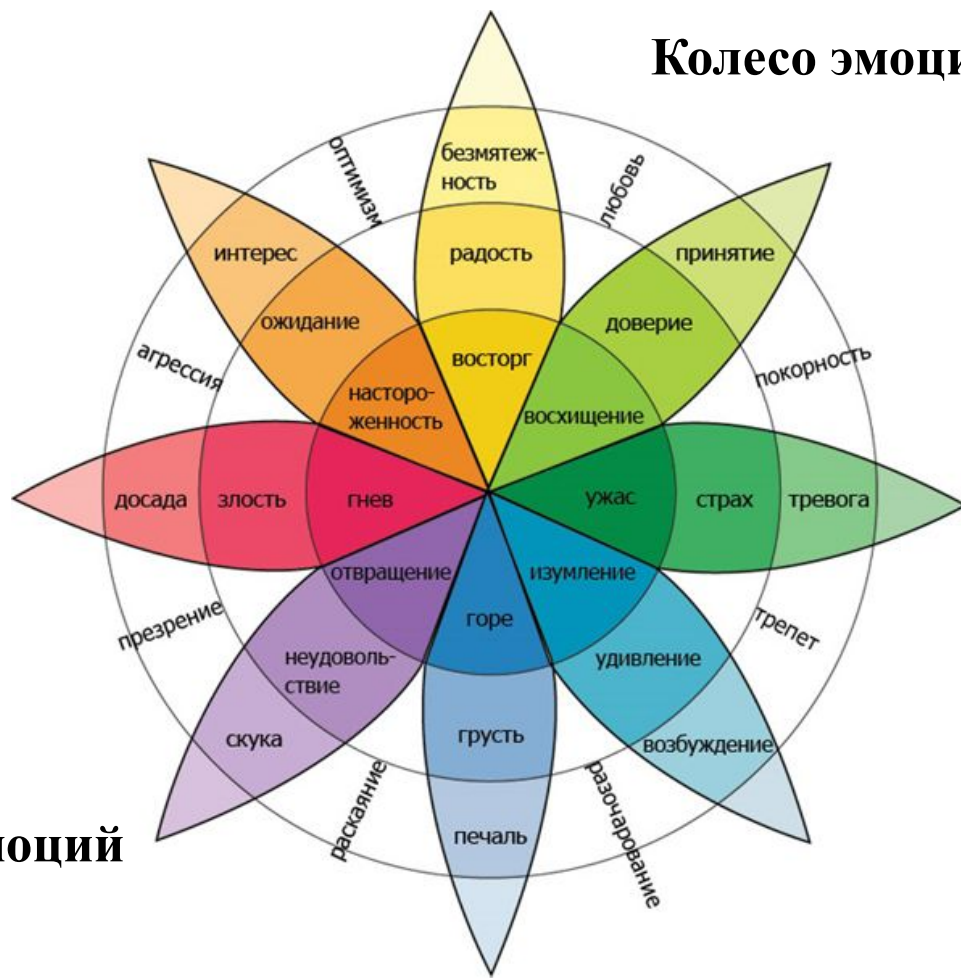 Колесо эмоци
оптимизм
безмятеж-
ность
любовь
интерес
радость
принятие
ожидание
доверие
агрессия
восторг
покорность
насторо-
женность
восхищение
досада
злость
гнев
ужас
страх
тревога
отвращение
изумление
горе
презрение
трепет
неудоволь-
ствие
удивление
скука
грусть
возбуждение
раскаяние
разочарование
печаль
моций